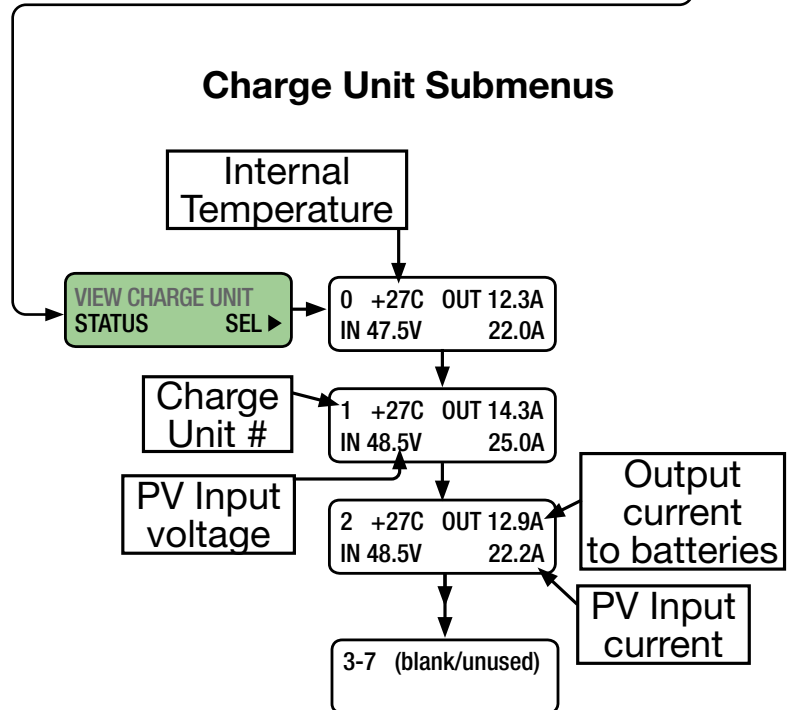 Charge Unit Submenus
Internal
Temperature
VIEW CHARGE UNIT
STATUS SEL ▶
0 +27C OUT 12.3A
IN 47.5V 22.0A
Charge
Unit #
1 +27C OUT 14.3A
IN 48.5V 25.0A
PV Input
voltage
2 +27C OUT 12.9A
IN 48.5V 22.2A
Output
current
to batteries
PV Input
current
3-7 (blank/unused)